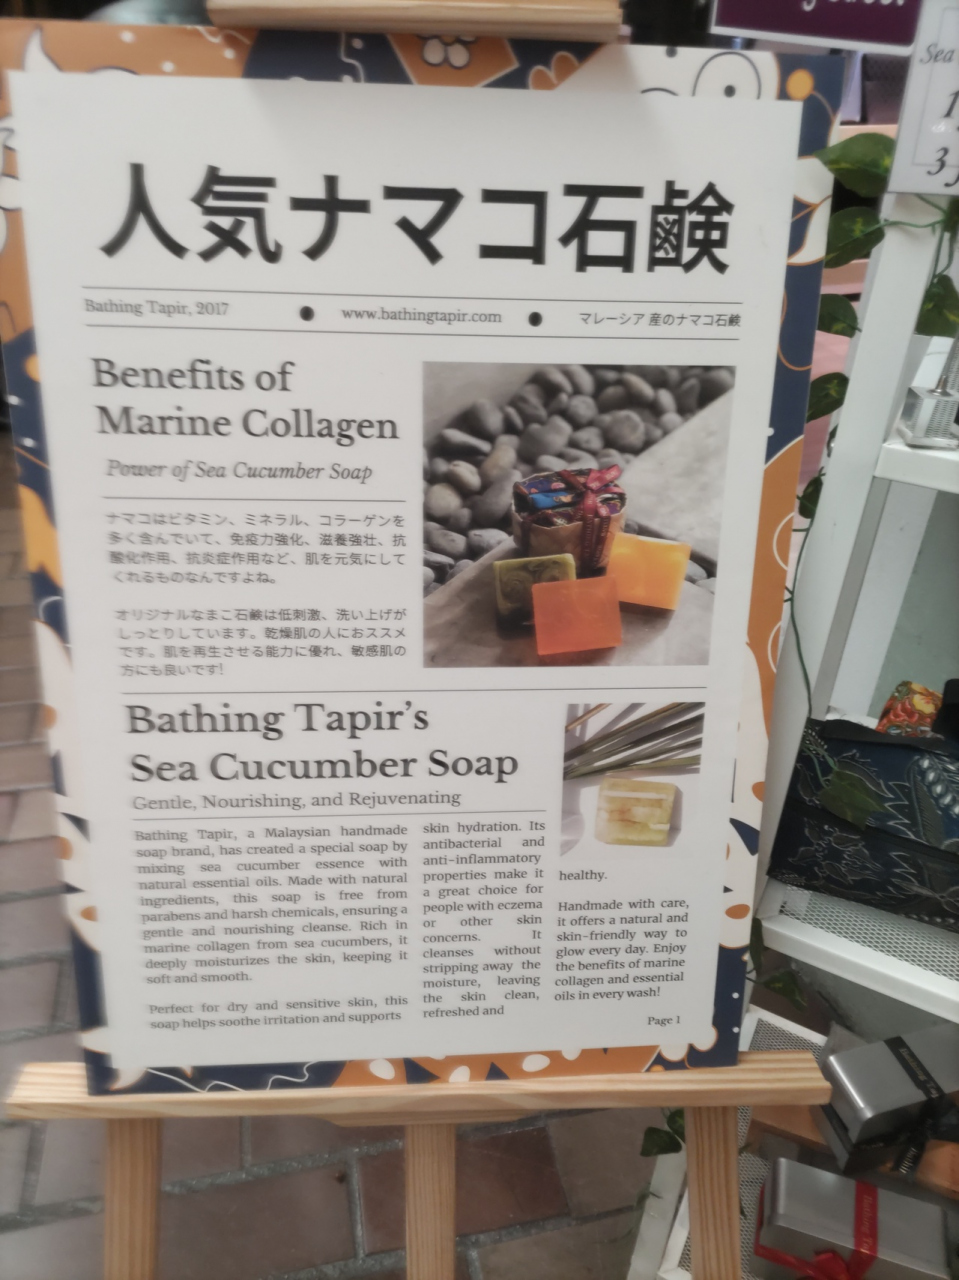 人気ナマコ石鹸
Bathing Tapir, 2017 ● www.bathingtapir.com ● マレーシア 産のナマコ石鹸
Benefits of
Marine Collagen
Power of Sea Cucumber Soap
ナマコはビタミン、ミネラル、コラーゲンを
多く含んでいて、免疫力強化、滋養強壮、抗
酸化作用、抗炎症作用など、肌を元気にして
くれるものなんですよね。
オリジナルなまこ石鹸は低刺激、洗い上げが
しっとりしています。乾燥肌の人におススメ
です。肌を再生させる能力に優れ、敏感肌の
方にも良いです!
Bathing Tapir's
Sea Cucumber Soap
Gentle, Nourishing, and Rejuvenating
Bathing Tapir, a Malaysian handmade
soap brand, has created a special soap by
mixing sea cucumber essence with
natural essential oils. Made with natural
ingredients, this soap is free from
parabens and harsh chemicals, ensuring a
gentle and nourishing cleanse. Rich in
marine collagen from sea cucumbers, it
deeply moisturizes the skin, keeping it
soft and smooth.
Perfect for dry and sensitive skin, this
soap helps soothe irritation and supports
skin hydration. Its
antibacterial and
anti-inflammatory
properties make it
a great choice for
people with eczema
or other skin
concerns. It
cleanses without
stripping away the
moisture, leaving
the skin clean,
refreshed and
healthy.
Handmade with care,
it offers a natural and
skin-friendly way to
glow every day. Enjoy
the benefits of marine
collagen and essential
oils in every wash!
Page 1
Sea
3